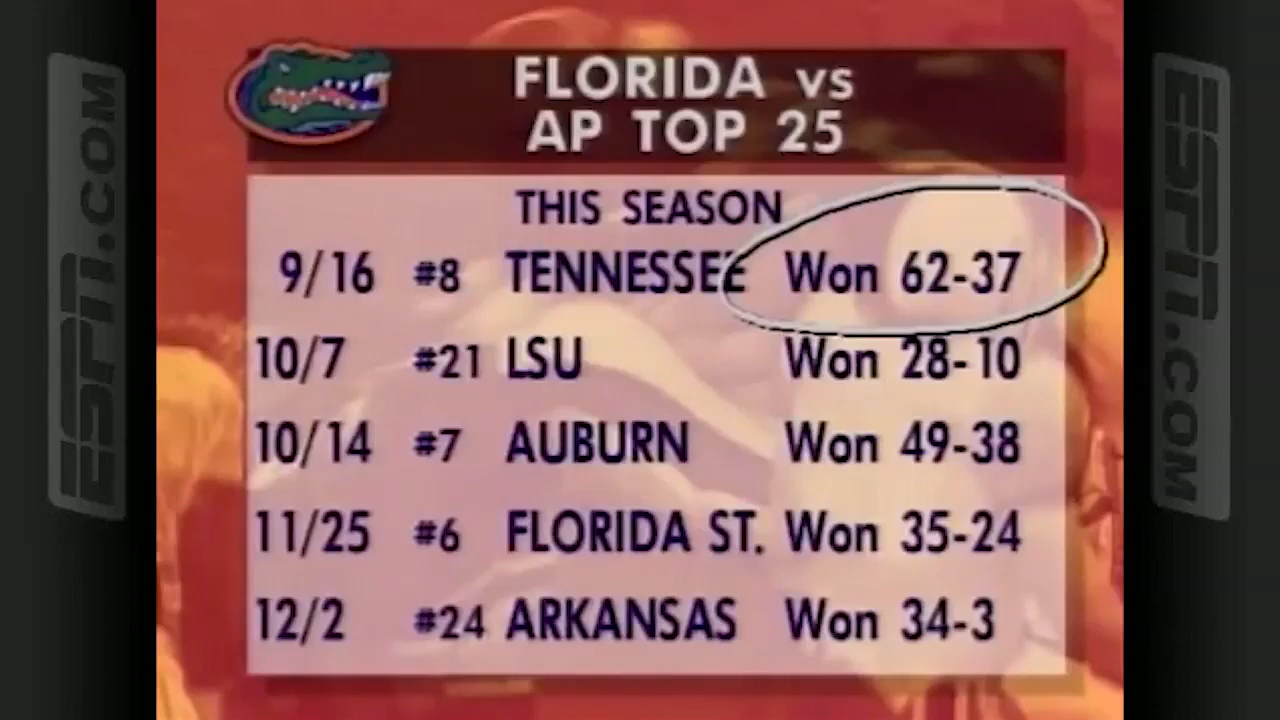 ESPN.COM
FLORIDA vs
AP TOP 25
THIS SEASON
9/16 #8 TENNESSEE Won 62-37
10/7 #21 LSU Won 28-10
10/14 #7 AUBURN Won 49-38
11/25 #6 FLORIDA ST. Won 35-24
12/2 #24 ARKANSAS Won 34-3
ESPN.COM